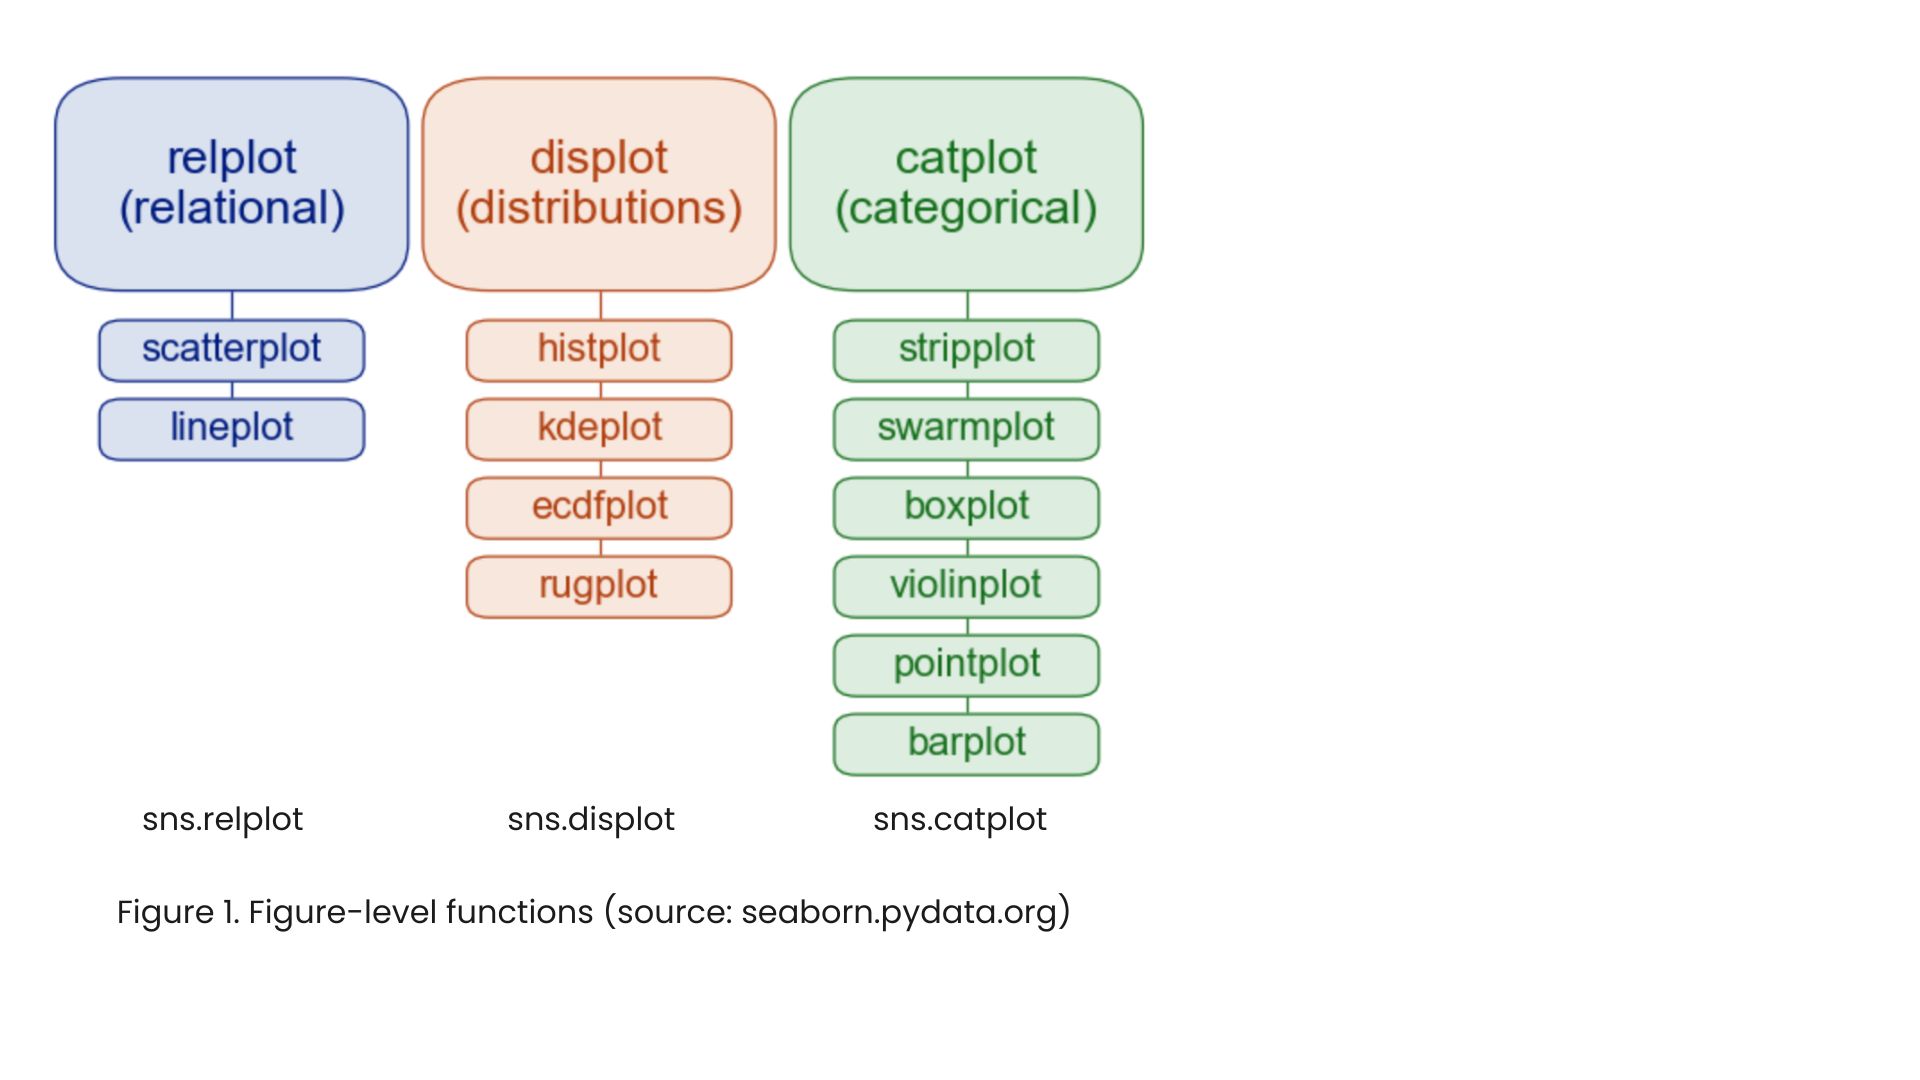 relplot
(relational)
scatterplot
lineplot
displot
(distributions)
histplot
kdeplot
ecdfplot
rugplot
catplot
(categorical)
stripplot
swarmplot
boxplot
violinplot
pointplot
barplot
sns.relplot
sns.displot
sns.catplot
Figure 1. Figure-level functions (source: seaborn.pydata.org)